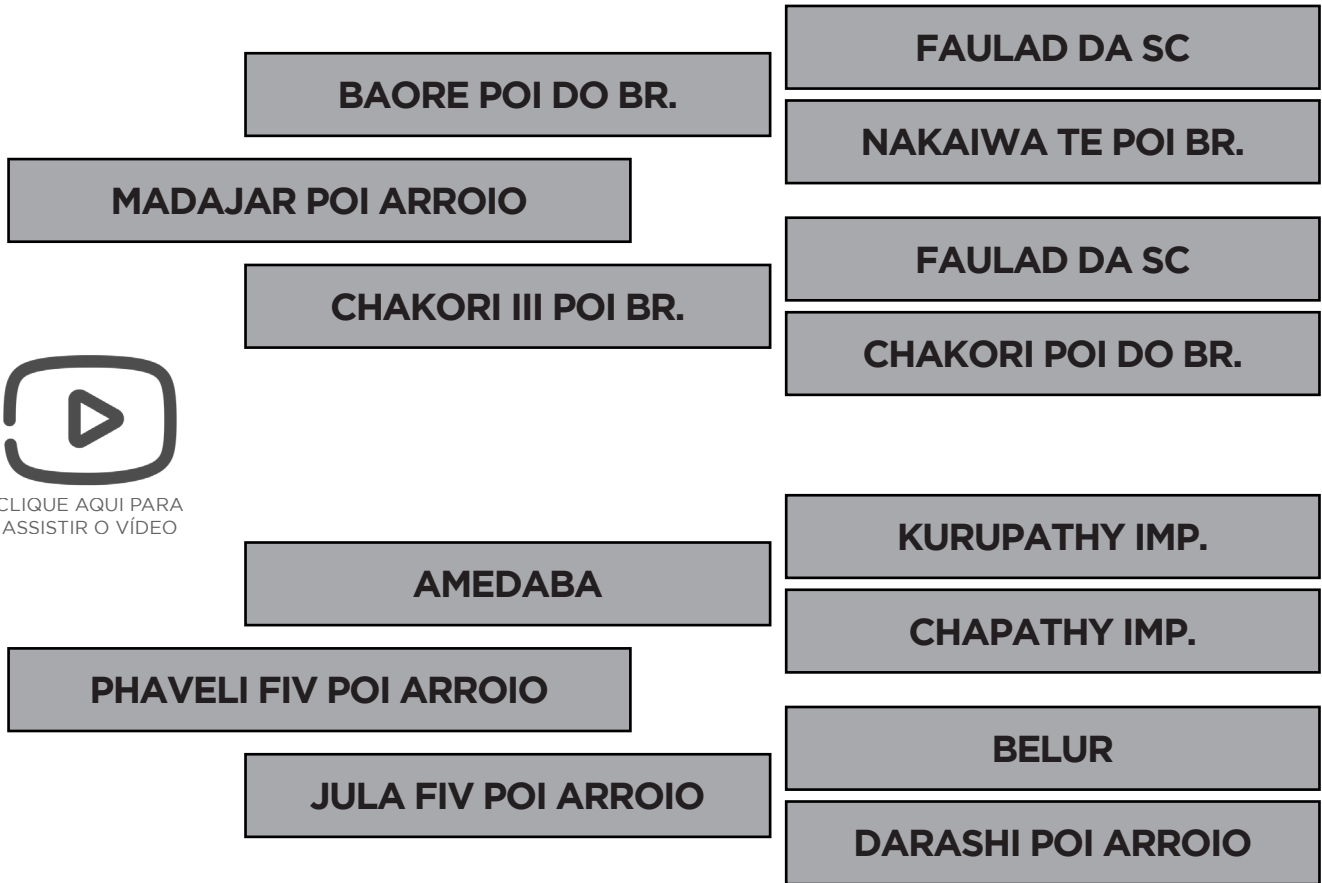 FAULAD DA SC
BAORE POI DO BR.
NAKAIWA TE POI BR.
MADAJAR POI ARROIO
FAULAD DA SC
CHAKORI III POI BR.
CHAKORI POI DO BR.
CLIQUE AQUI PARA
ASSISTIR O VÍDEO
KURUPATHY IMP.
AMEDABA
CHAPATHY IMP.
PHAVELI FIV POI ARROIO
BELUR
JULA FIV POI ARROIO
DARASHI POI ARROIO